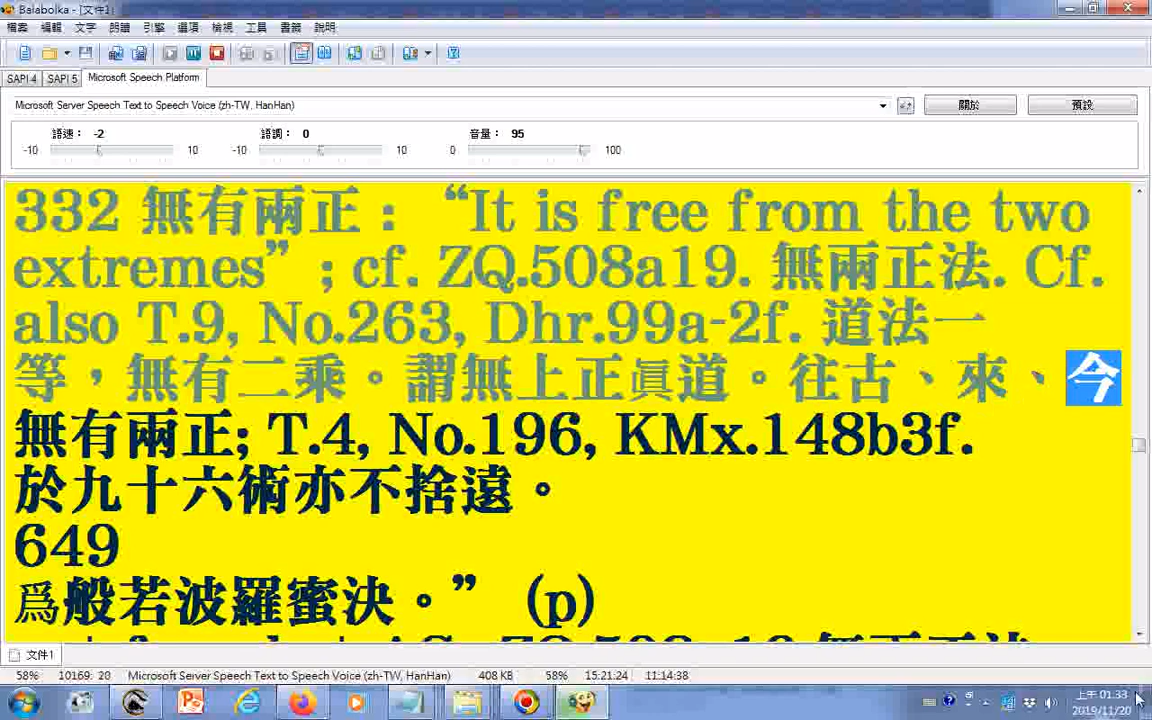 Balabolka - [文件1]
檔案 編輯 文字 朗讀 引擎 選項 檢視 工具 書籤 說明
SAPI 4 SAPI 5 Microsoft Speech Platform
Microsoft Server Speech Text to Speech Voice (zh-TW, HanHan) 關於 預設
語速: -2 語調: 0 音量: 95
-10 10 -10 10 0 100
332 無有兩正：“It is free from the two
extremes”; cf. ZQ.508a19. 無兩正法. Cf.
also T.9, No.263, Dhr.99a-2f. 道法一
等，無有二乘。謂無上正眞道。往古、來、今
無有兩正; T.4, No.196, KMx.148b3f.
於九十六術亦不捨遠。
649
爲般若波羅蜜決。” (p)
文件1
58% 10169: 20 Microsoft Server Speech Text to Speech Voice (zh-TW, HanHan) 408 KB 58% 15:21:24 11:14:38
上午 01:33
2019/11/20